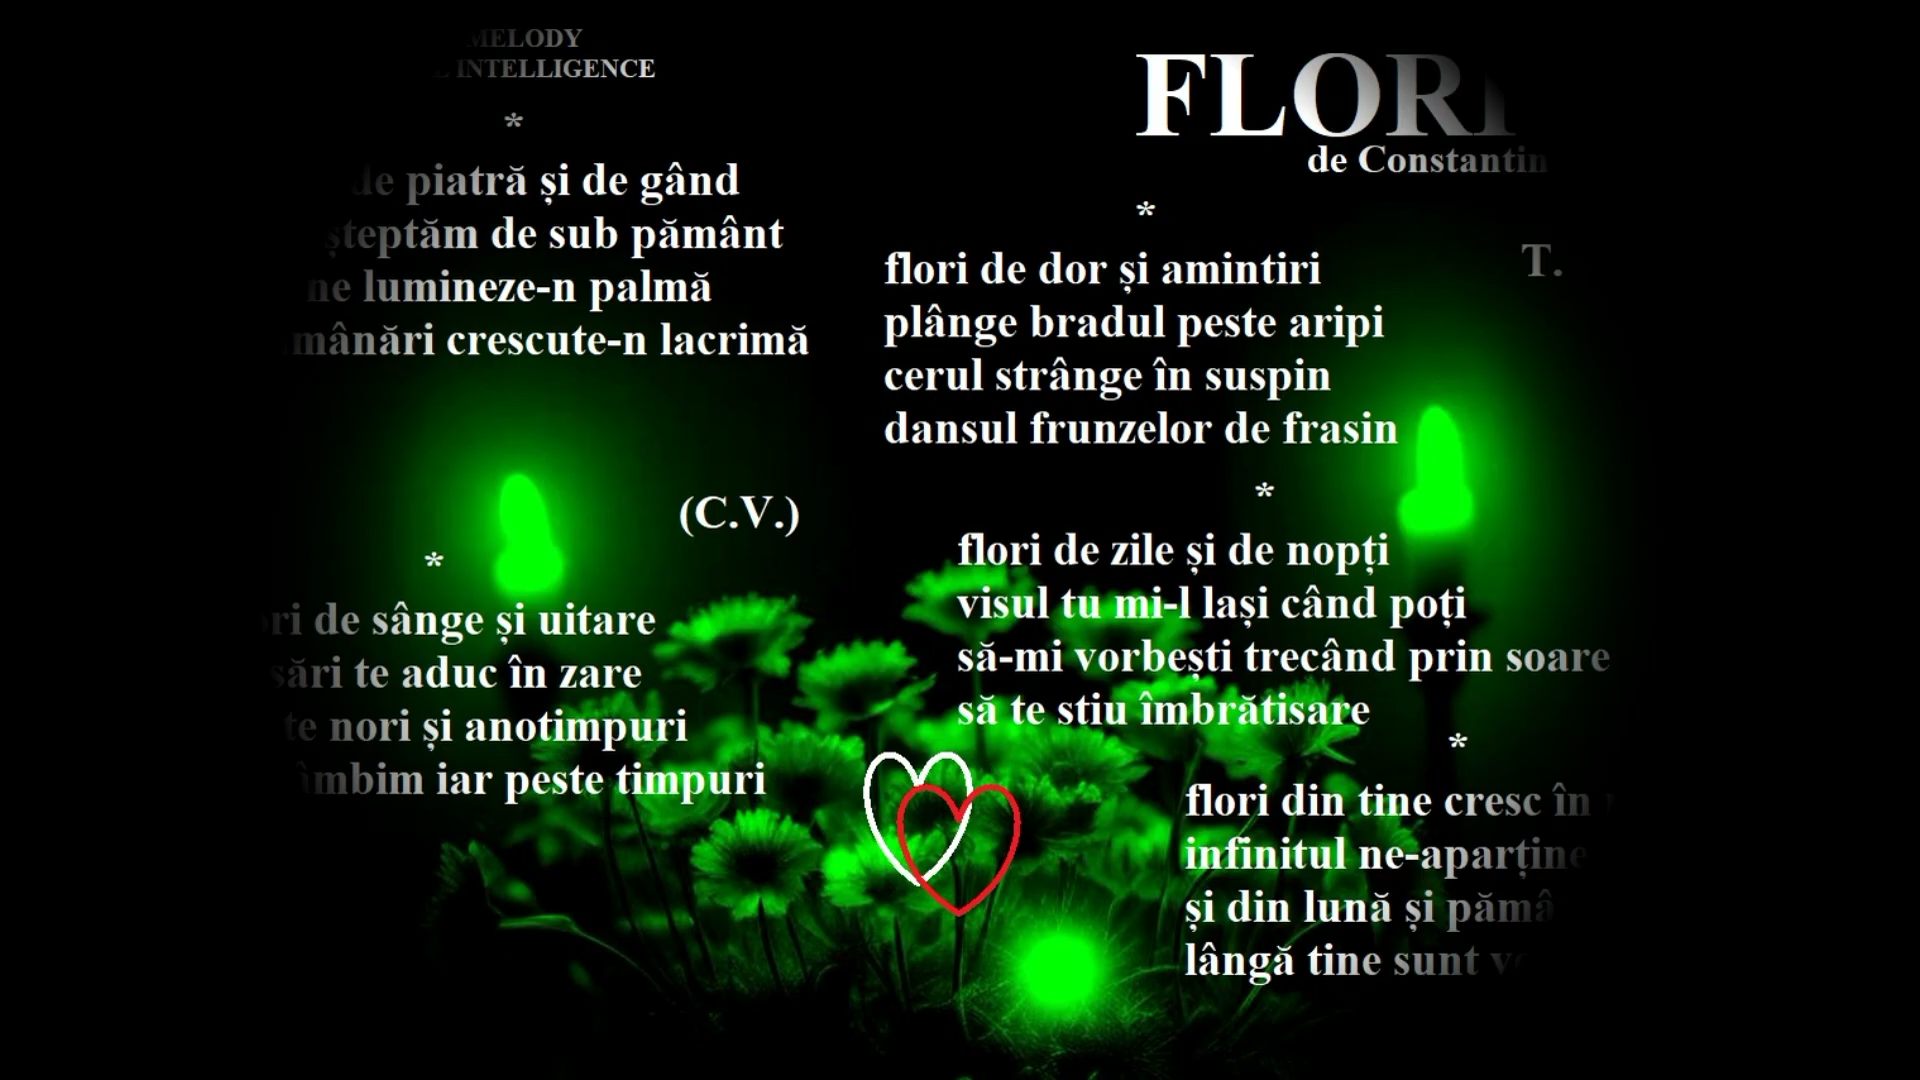 MELODY
INTELLIGENCE
*
de piatră și de gând
șteptăm de sub pământ
ne lumineze-n palmă
mânări crescute-n lacrimă
(C.V.)
*
ri de sânge și uitare
sări te aduc în zare
te nori și anotimpuri
îmbim iar peste timpuri
FLORI
de Constantin
*
T.
flori de dor și amintiri
plânge bradul peste aripi
cerul strânge în suspin
dansul frunzelor de frasin
*
flori de zile și de nopți
visul tu mi-l lași când poți
să-mi vorbești trecând prin soare
să te stiu îmbrătisare
*
flori din tine cresc în
infinitul ne-aparține
și din lună și pămâ
lângă tine sunt